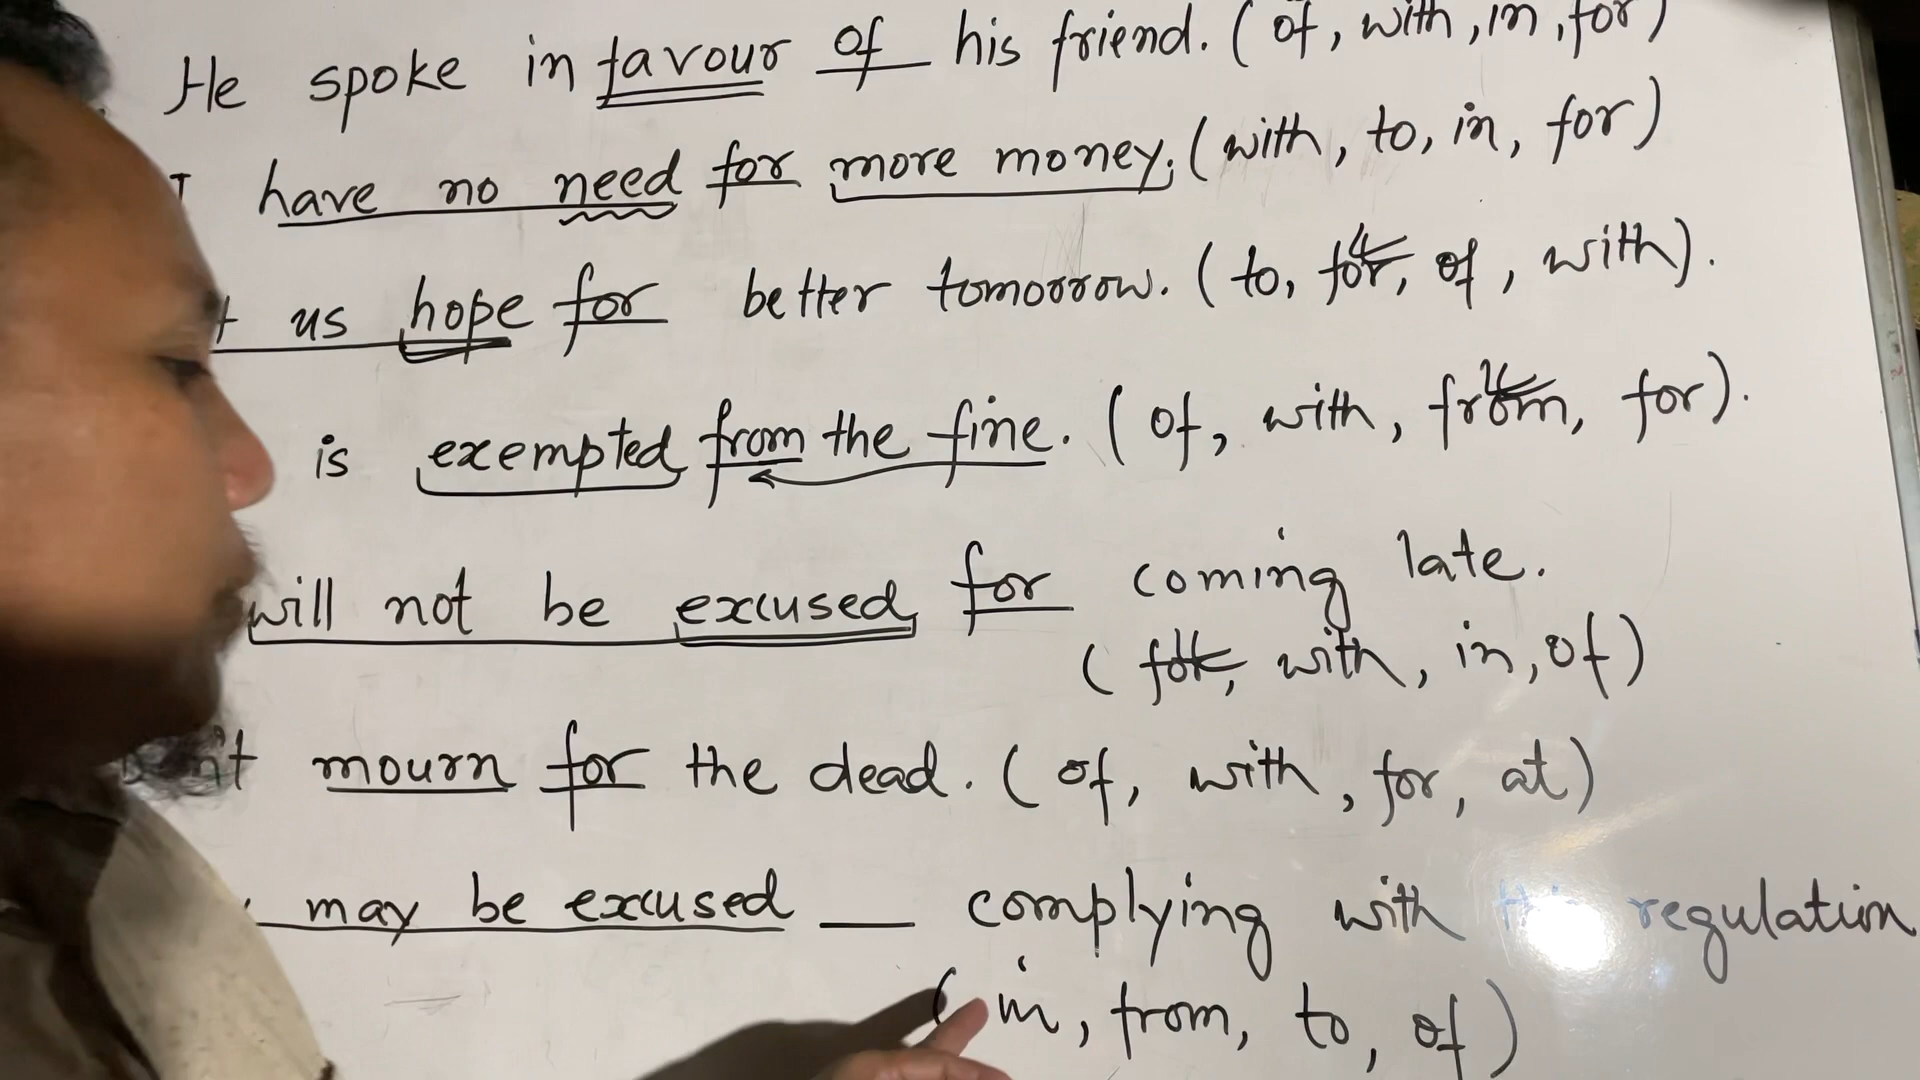 He spoke in favour of his friend. (of, with, in, for)
I have no need for more money. (with, to, in, for)
us hope for better tomorrow. (to, for, of, with).
is exempted from the fine. (of, with, from, for).
will not be excused for coming late.
(for, with, in, of)
mourn for the dead. (of, with, for, at)
may be excused __ complying with regulation
(in, from, to, of)